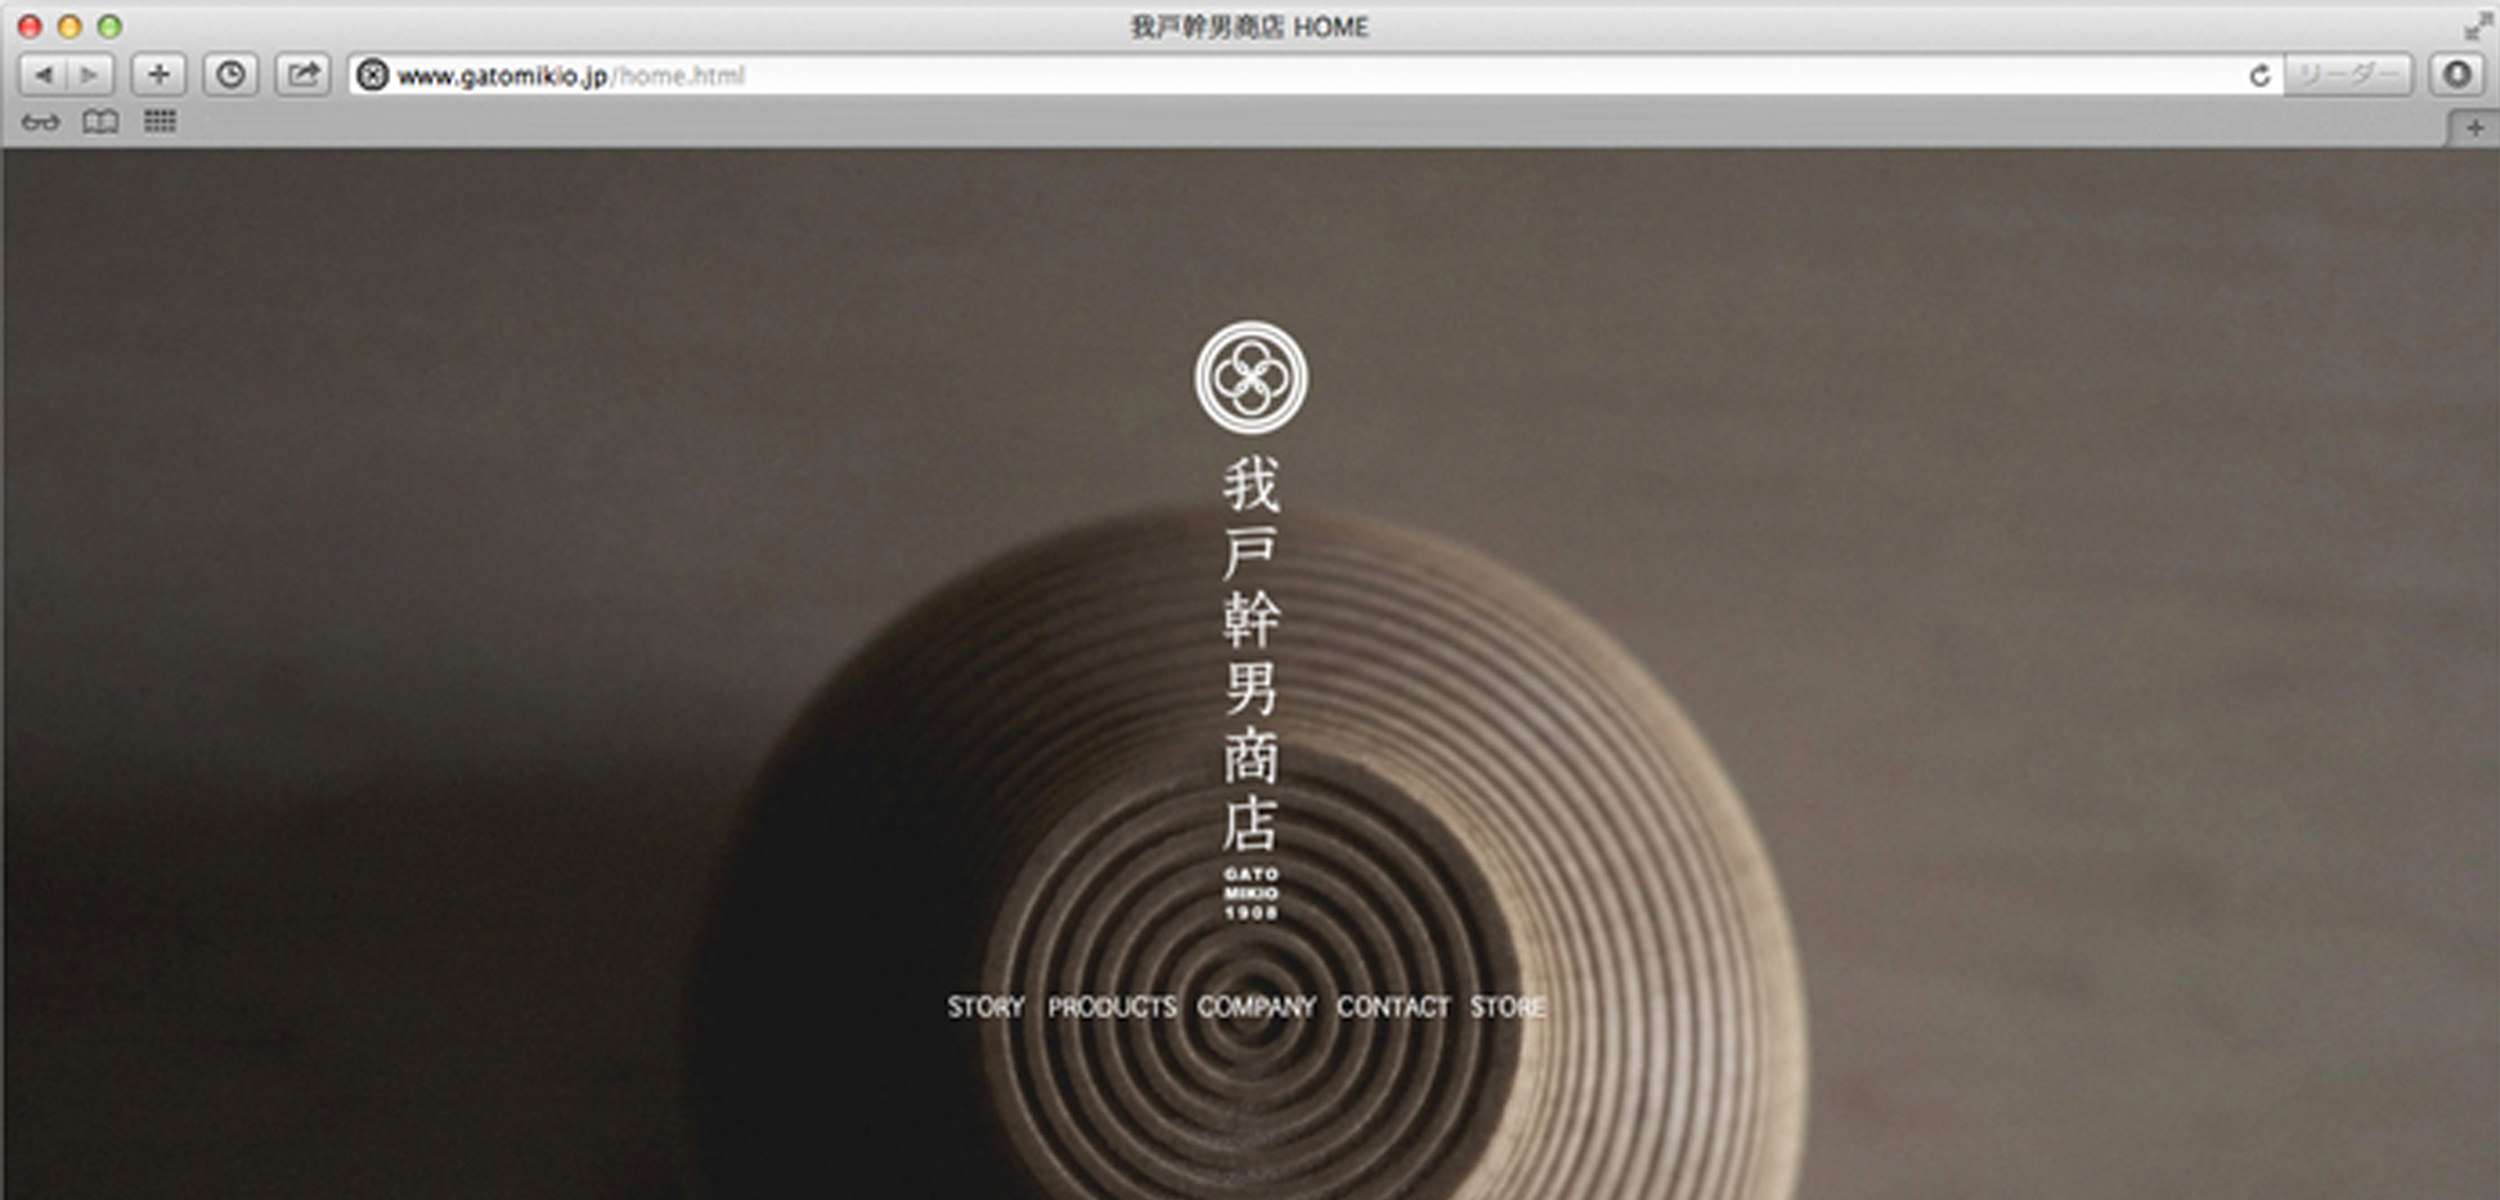 我戸幹男商店 HOME
www.gatomikio.jp/home.html
リーダー
我戸幹男商店
GATO
MIKIO
1908
STORY PRODUCTS COMPANY CONTACT STORE